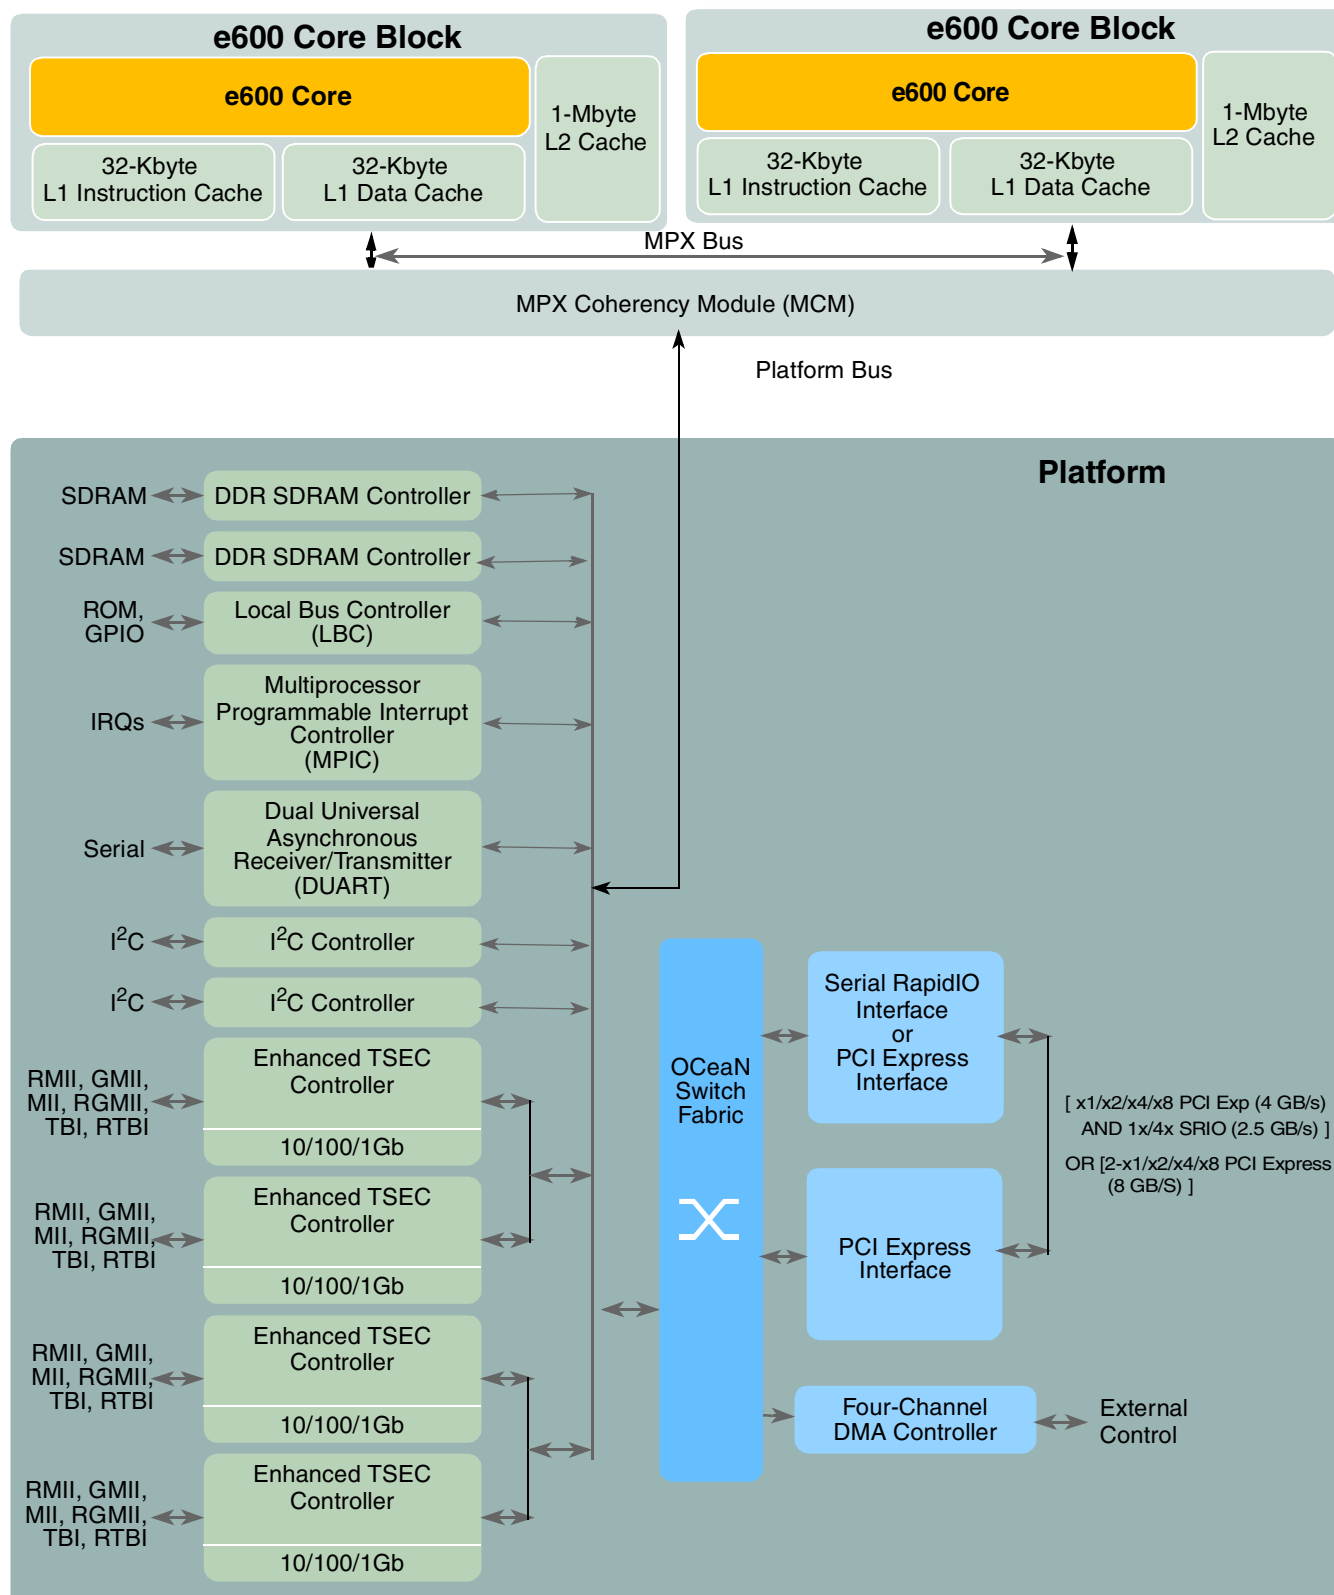 e600 Core Block
e600 Core
1-Mbyte
L2 Cache
32-Kbyte
L1 Instruction Cache
32-Kbyte
L1 Data Cache
e600 Core Block
e600 Core
1-Mbyte
L2 Cache
32-Kbyte
L1 Instruction Cache
32-Kbyte
L1 Data Cache
MPX Bus
MPX Coherency Module (MCM)
Platform Bus
Platform
SDRAM
DDR SDRAM Controller
SDRAM
DDR SDRAM Controller
ROM,
GPIO
Local Bus Controller
(LBC)
IRQs
Multiprocessor
Programmable Interrupt
Controller
(MPIC)
Serial
Dual Universal
Asynchronous
Receiver/Transmitter
(DUART)
I²C
I²C Controller
I²C
I²C Controller
RMII, GMII,
MII, RGMII,
TBI, RTBI
Enhanced TSEC
Controller
10/100/1Gb
RMII, GMII,
MII, RGMII,
TBI, RTBI
Enhanced TSEC
Controller
10/100/1Gb
RMII, GMII,
MII, RGMII,
TBI, RTBI
Enhanced TSEC
Controller
10/100/1Gb
RMII, GMII,
MII, RGMII,
TBI, RTBI
Enhanced TSEC
Controller
10/100/1Gb
OCeaN
Switch
Fabric
Serial RapidIO
Interface
or
PCI Express
Interface
[ x1/x2/x4/x8 PCI Exp (4 GB/s)
AND 1x/4x SRIO (2.5 GB/s) ]
OR [2-x1/x2/x4/x8 PCI Express
(8 GB/S) ]
PCI Express
Interface
Four-Channel
DMA Controller
External
Control